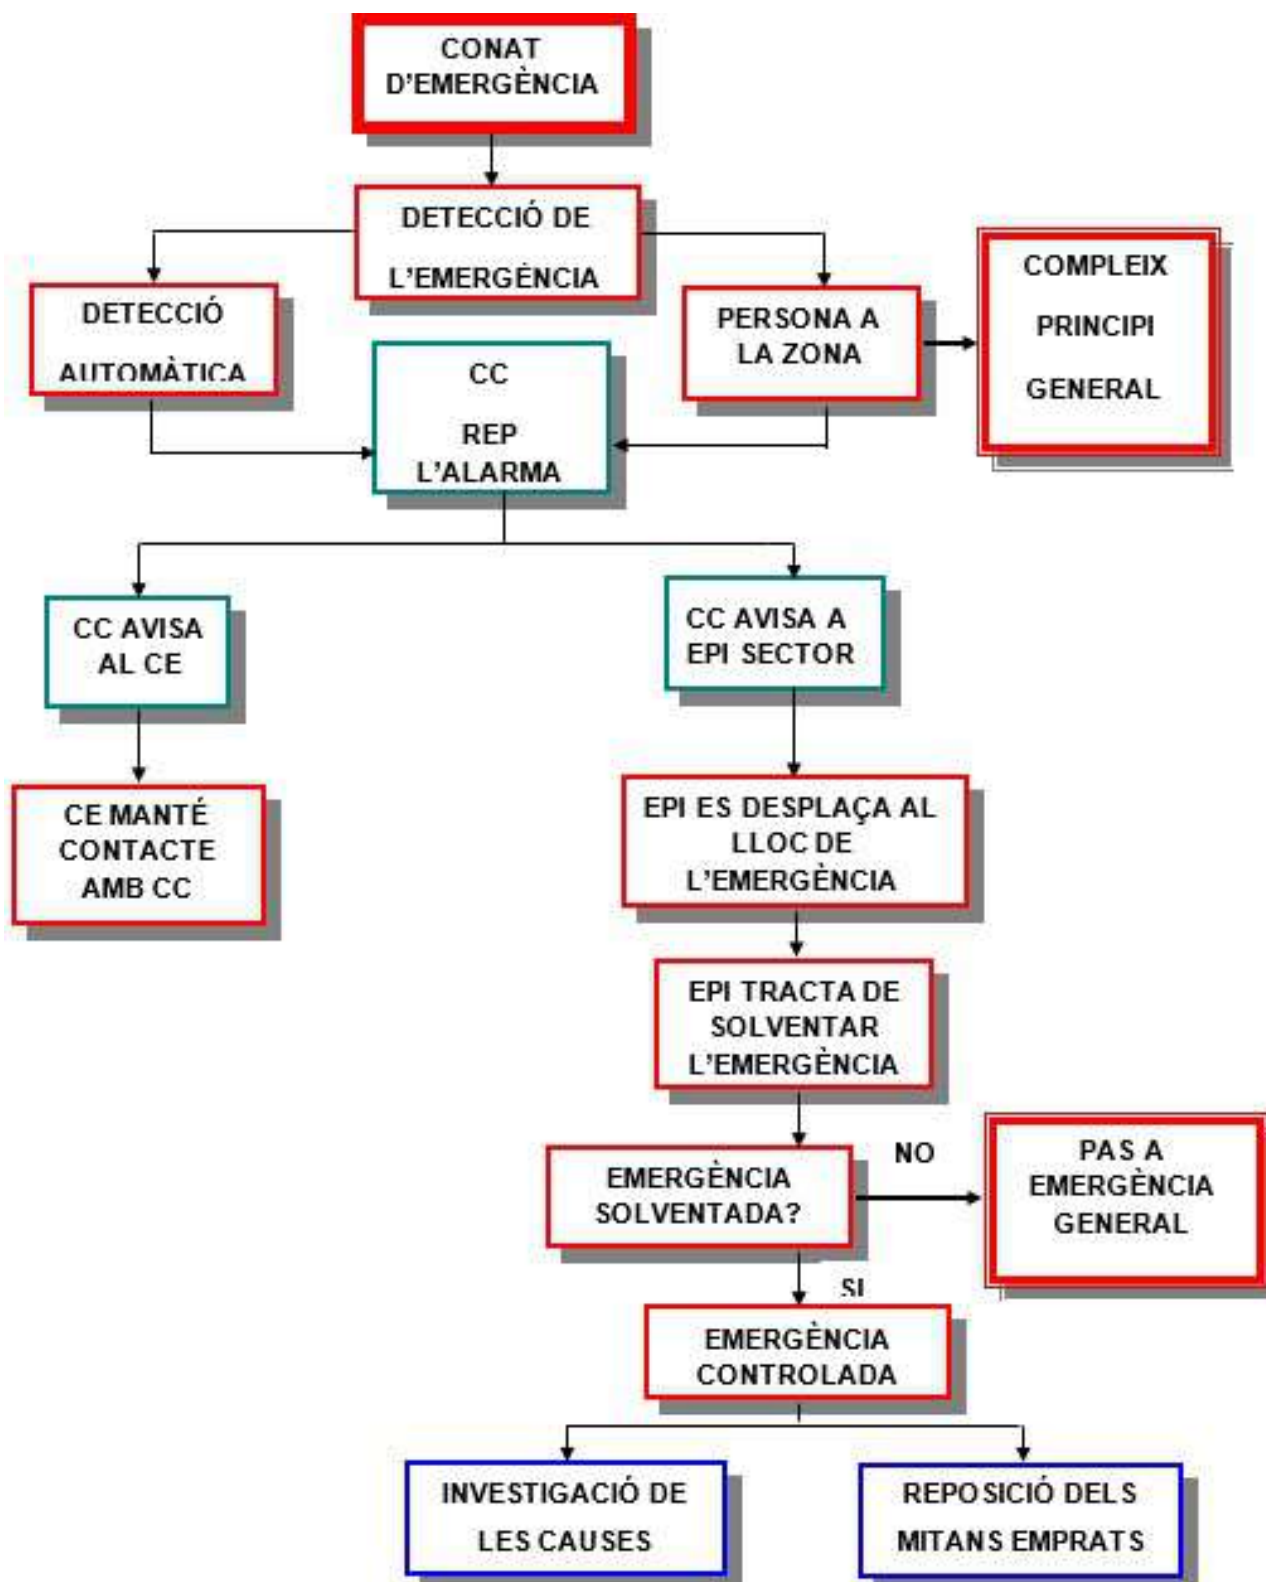 CONAT
D'EMERGÈNCIA
DETECCIÓ DE
L'EMERGÈNCIA
DETECCIÓ
AUTOMÀTICA
PERSONA A
LA ZONA
COMPLEIX
PRINCIPI
GENERAL
CC
REP
L'ALARMA
CC AVISA
AL CE
CC AVISA A
EPI SECTOR
CE MANTÉ
CONTACTE
AMB CC
EPI ES DESPLAÇA AL
LLOC DE
L'EMERGÈNCIA
EPI TRACTA DE
SOLVENTAR
L'EMERGÈNCIA
EMERGÈNCIA
SOLVENTADA?
NO
PAS A
EMERGÈNCIA
GENERAL
SI
EMERGÈNCIA
CONTROLADA
INVESTIGACIÓ DE
LES CAUSES
REPOSICIÓ DELS
MITANS EMPRATS